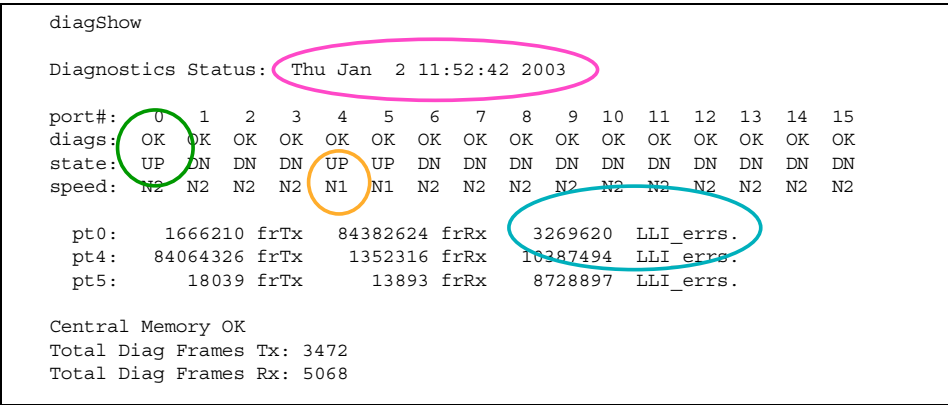 diagShow
Diagnostics Status: Thu Jan 2 11:52:42 2003
port#: 0 1 2 3 4 5 6 7 8 9 10 11 12 13 14 15
diags: OK OK OK OK OK OK OK OK OK OK OK OK OK OK OK OK
state: UP DN DN DN UP UP DN DN DN DN DN DN DN DN DN DN
speed: N2 N2 N2 N2 N1 N1 N2 N2 N2 N2 N2 N2 N2 N2 N2 N2
pt0: 1666210 frTx 84382624 frRx 3269620 LLI_errs.
pt4: 84064326 frTx 1352316 frRx 10387494 LLI_errs.
pt5: 18039 frTx 13893 frRx 8728897 LLI_errs.
Central Memory OK
Total Diag Frames Tx: 3472
Total Diag Frames Rx: 5068